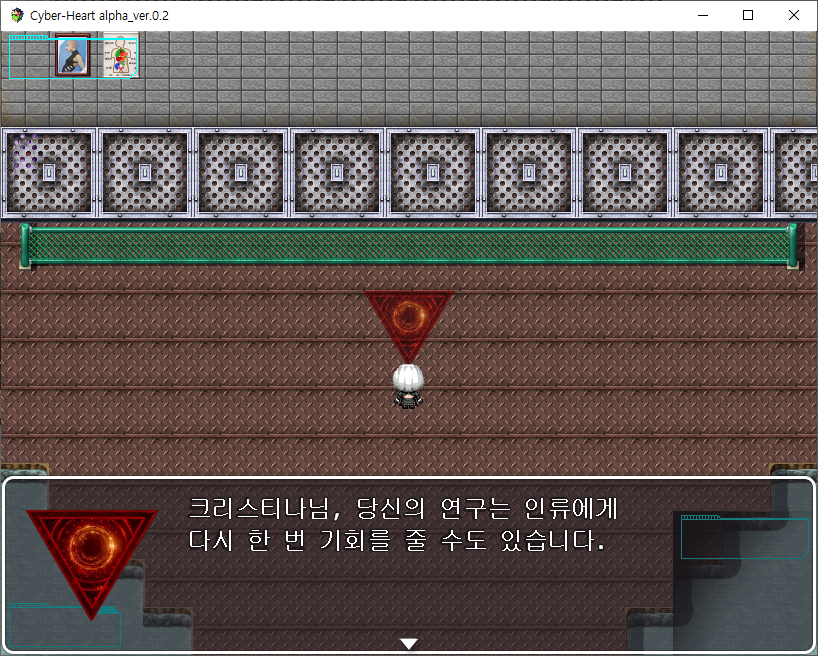 Cyber-Heart alpha_ver.0.2
크리스티나님, 당신의 연구는 인류에게
다시 한 번 기회를 줄 수도 있습니다.